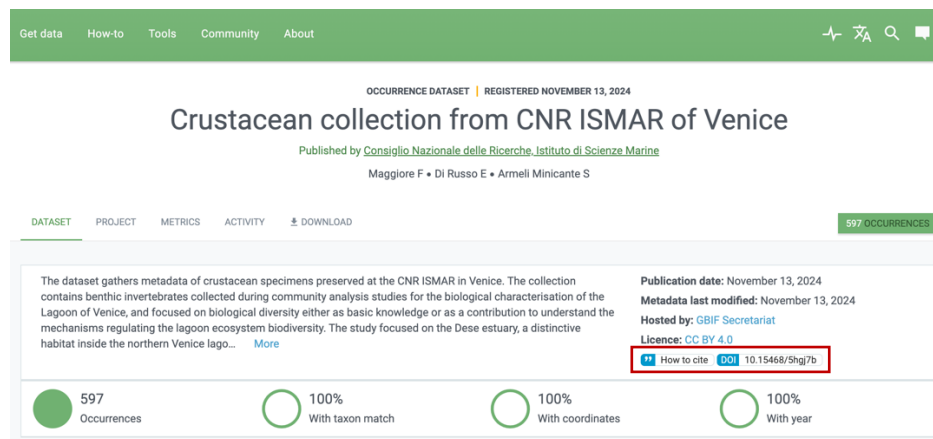 Get data How-to Tools Community About
OCCURRENCE DATASET | REGISTERED NOVEMBER 13, 2024
Crustacean collection from CNR ISMAR of Venice
Published by Consiglio Nazionale delle Ricerche, Istituto di Scienze Marine
Maggiore F • Di Russo E • Armeli Minicante S
DATASET PROJECT METRICS ACTIVITY DOWNLOAD 597 OCCURRENCES
The dataset gathers metadata of crustacean specimens preserved at the CNR ISMAR in Venice. The collection
contains benthic invertebrates collected during community analysis studies for the biological characterisation of the
Lagoon of Venice, and focused on biological diversity either as basic knowledge or as a contribution to understand the
mechanisms regulating the lagoon ecosystem biodiversity. The study focused on the Dese estuary, a distinctive
habitat inside the northern Venice lago... More
Publication date: November 13, 2024
Metadata last modified: November 13, 2024
Hosted by: GBIF Secretariat
Licence: CC BY 4.0
How to cite DOI 10.15468/5hgj7b
597
Occurrences
100%
With taxon match
100%
With coordinates
100%
With year